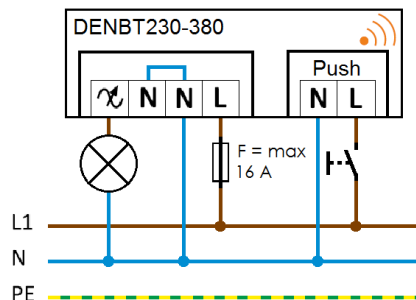 DENBT230-380
Push
N N L N L
F = max
16 A
L1
N
PE